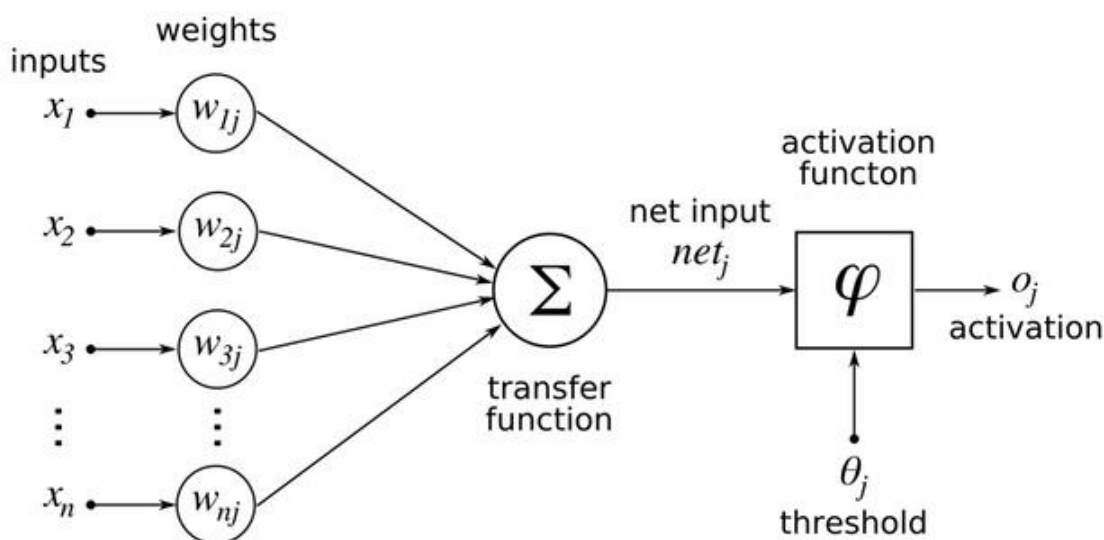 weights
inputs
x₁ w₁ⱼ
activation
functon
x₂ w₂ⱼ
net input
netⱼ
Σ
φ
oⱼ
activation
x₃ w₃ⱼ
transfer
function
⋮ ⋮
xₙ wₙⱼ
θⱼ
threshold